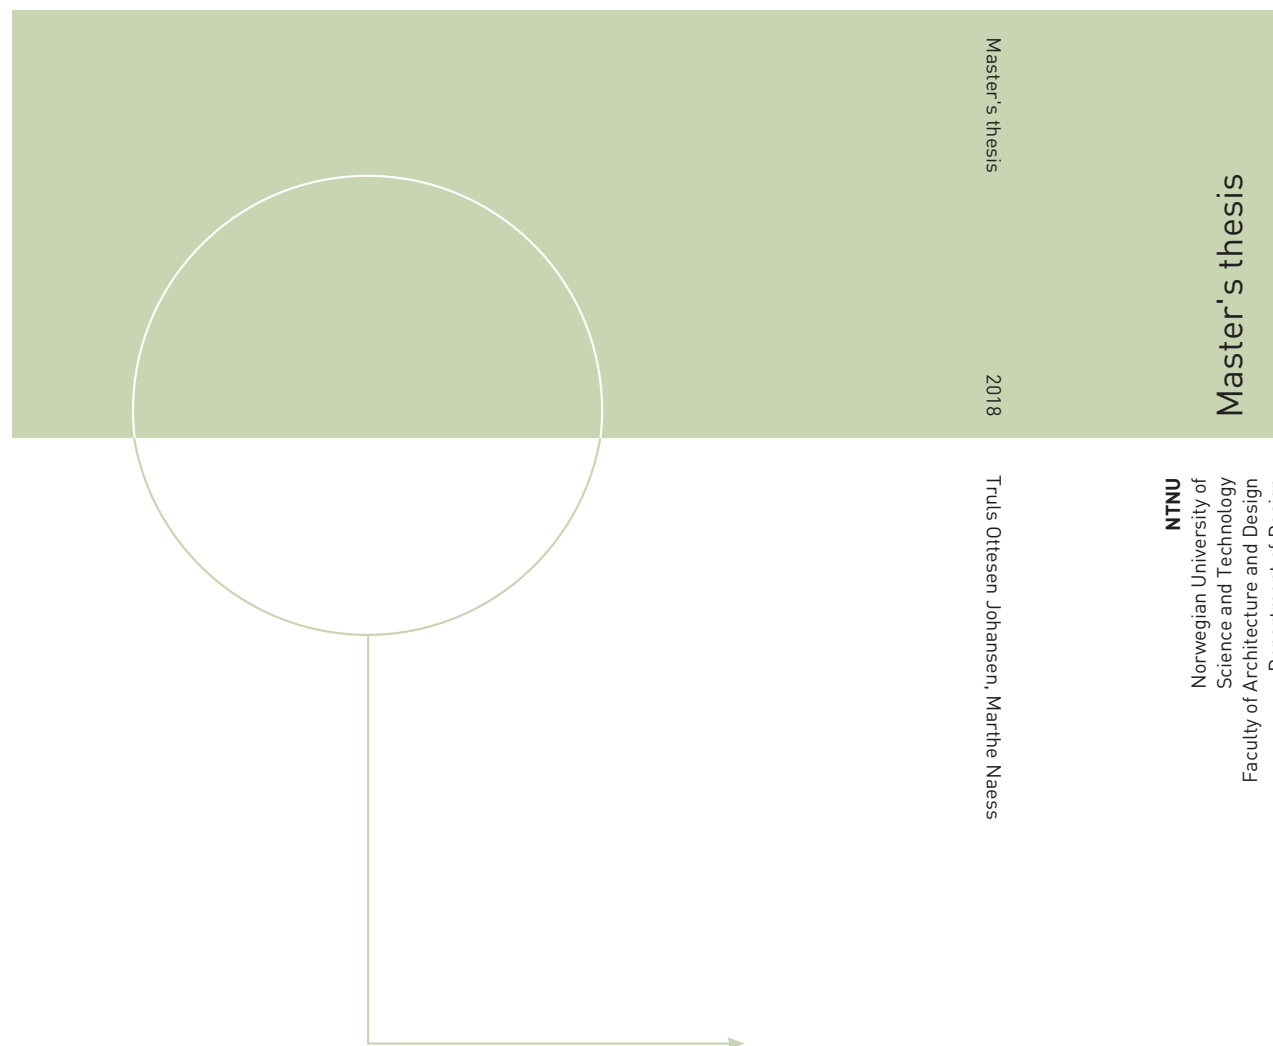 Master's thesis
2018
Truls Ottesen Johansen, Marthe Naess
Master's thesis
NTNU
Norwegian University of
Science and Technology
Faculty of Architecture and Design